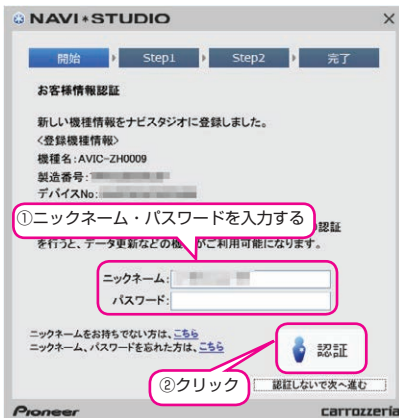 NAVI*STUDIO
開始 Step1 Step2 完了
お客様情報認証
新しい機種情報をナビスタジオに登録しました。
<登録機種情報>
機種名:AVIC-ZH0009
製造番号:
デバイスNo:
①ニックネーム・パスワードを入力する
認証
を行うと、データ更新などの機 がご利用可能になります。
ニックネーム:
パスワード:
ニックネームをお持ちでない方は、こちら
ニックネーム、パスワードを忘れた方は、こちら
認証
②クリック
認証しないで次へ進む
Pioneer carrozzeria